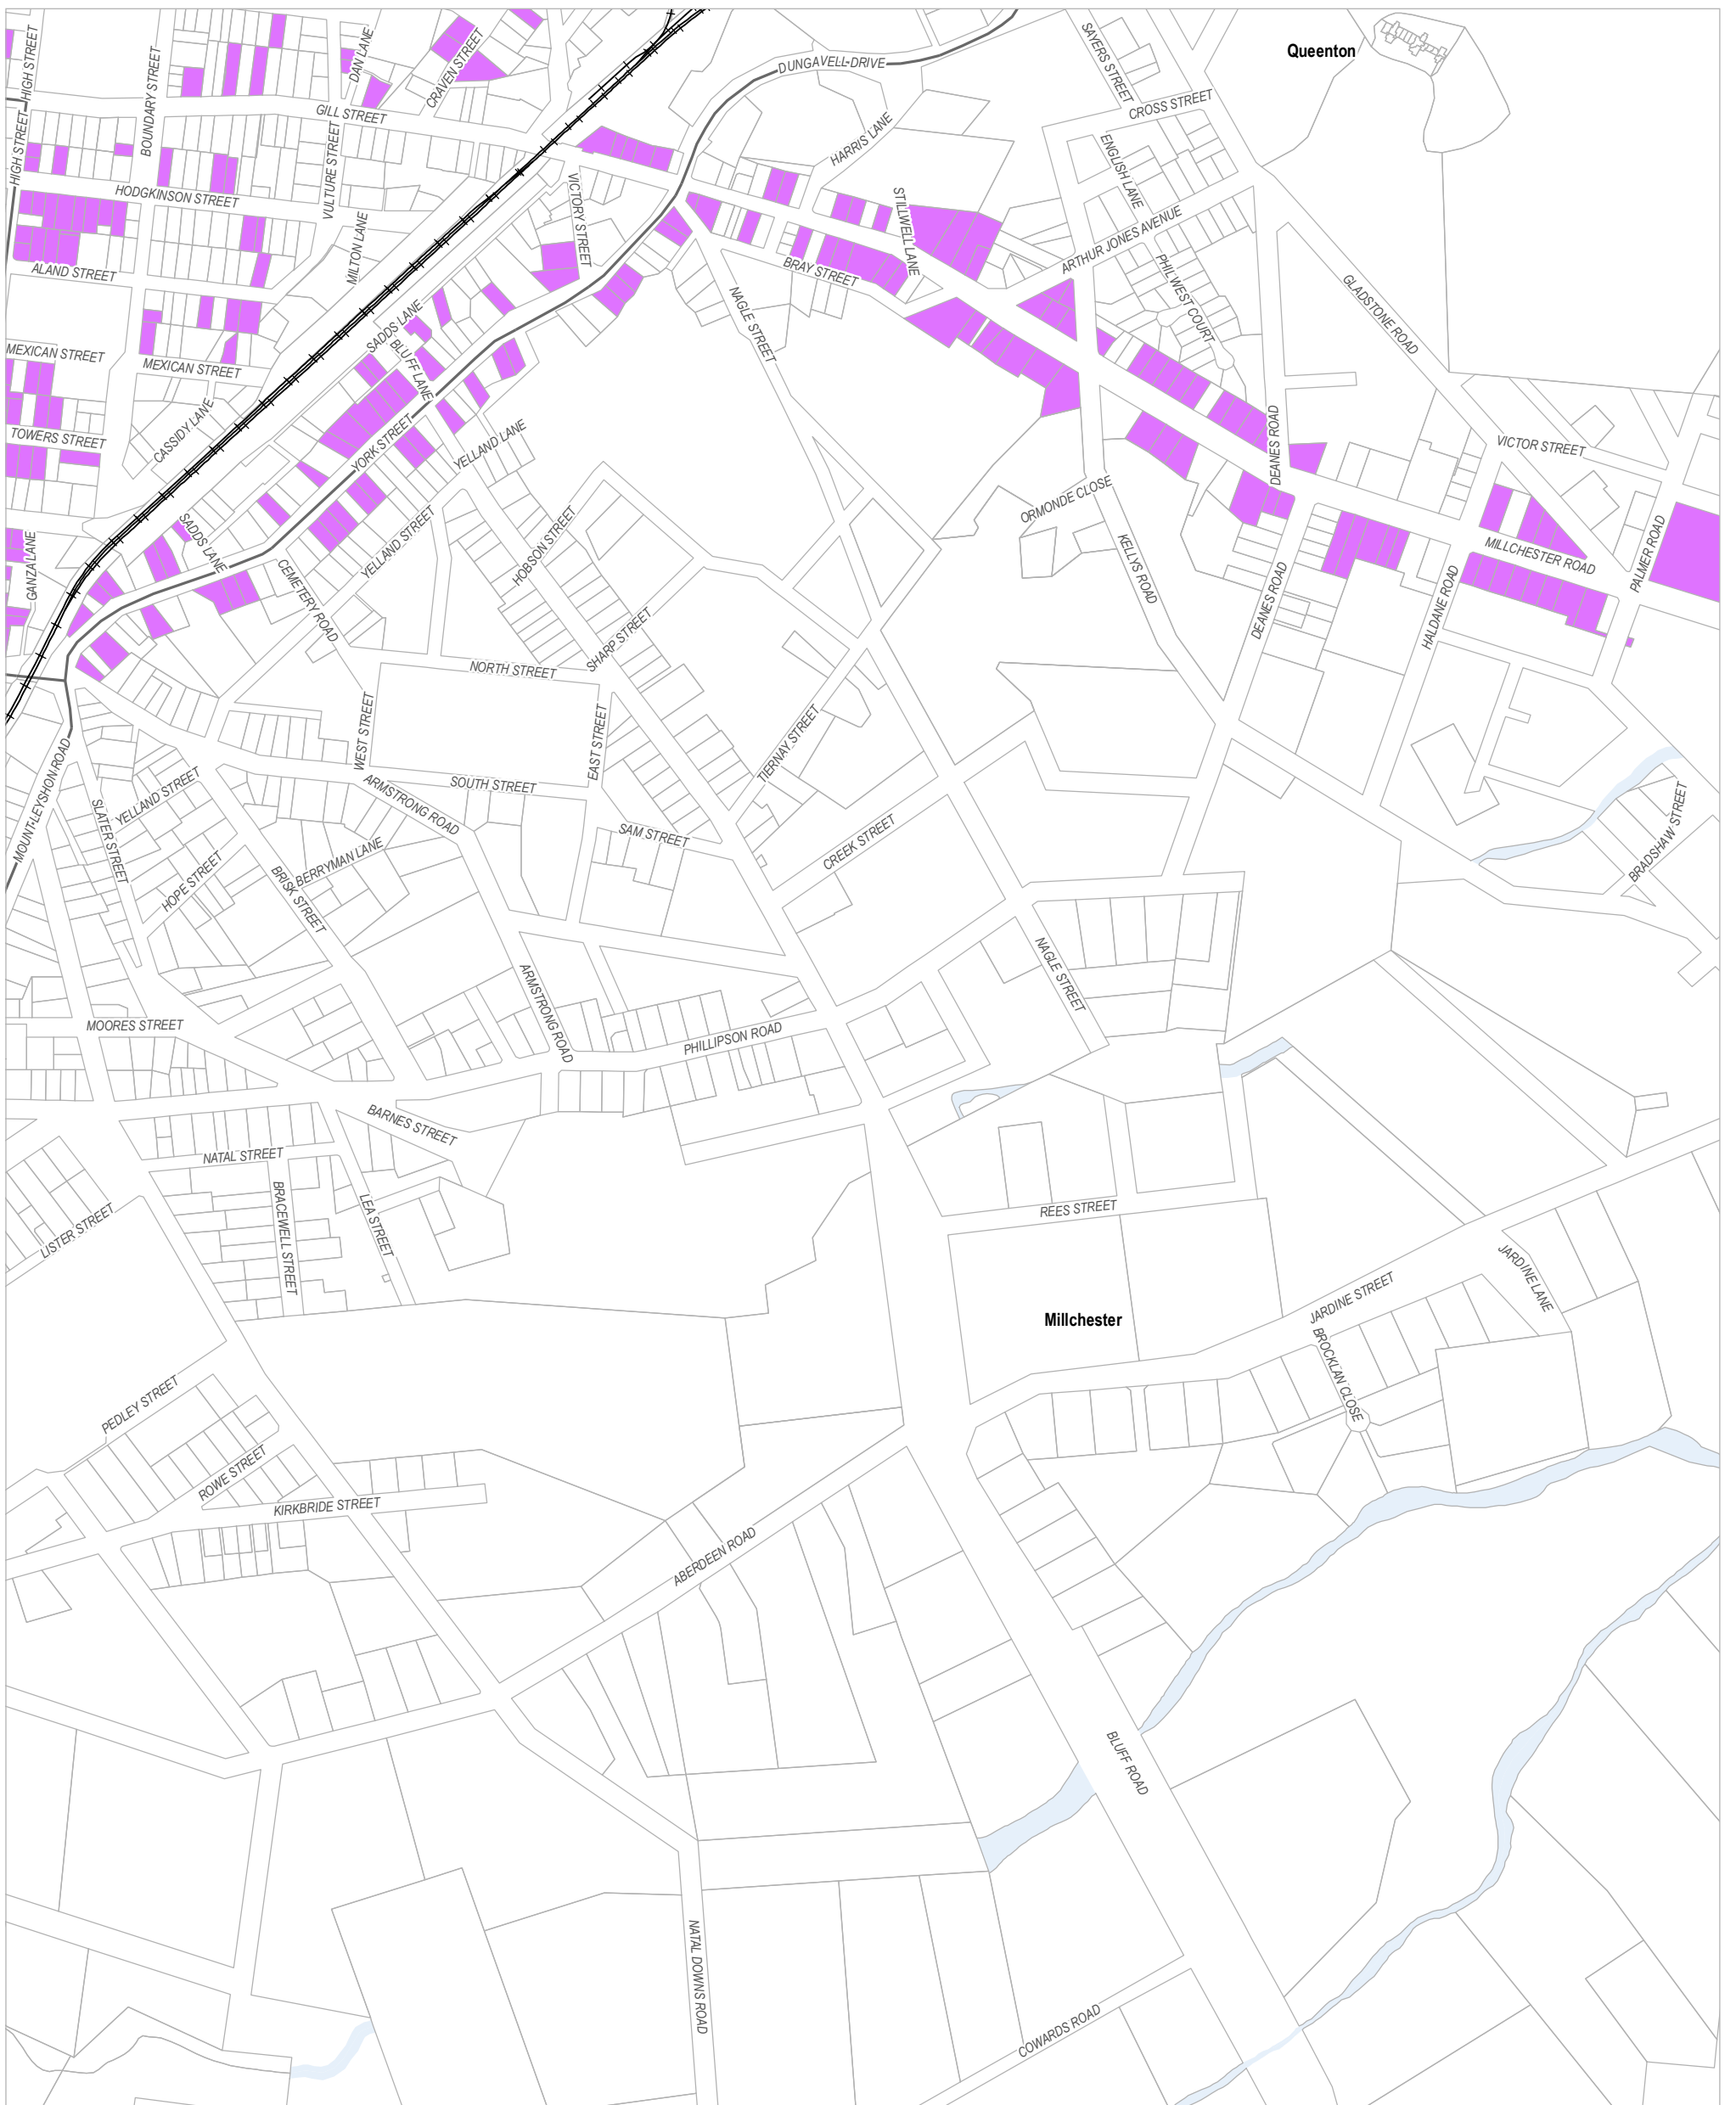 HIGH STREET
BOUNDARY STREET
DAN LANE
CRAVEN STREET
DUNGAVELL DRIVE
SAYERS STREET
Queenton
GILL STREET
CROSS STREET
HIGH STREET
VULTURE STREET
HARRIS LANE
ENGLISH LANE
HODGKINSON STREET
VICTORY STREET
STILLWELL LANE
MILTON LANE
ARTHUR JONES AVENUE
ALAND STREET
BRAY STREET
PHILWEST COURT
GLADSTONE ROAD
NAGLE STREET
SADDS LANE
MEXICAN STREET
MEXICAN STREET
BLUFF LANE
CASSIDY LANE
TOWERS STREET
YORK STREET
YELLAND LANE
DEANES ROAD
VICTOR STREET
ORMONDE CLOSE
SADDS LANE
YELLAND STREET
HOBSON STREET
GANZA LANE
CEMETERY ROAD
KELLYS ROAD
MILLCHESTER ROAD
PALMER ROAD
DEANES ROAD
HALDANE ROAD
SHARP STREET
NORTH STREET
WEST STREET
EAST STREET
TIERNAY STREET
MOUNT LEYSHON ROAD
YELLAND STREET
SLATER STREET
SOUTH STREET
ARMSTRONG ROAD
SAM STREET
CREEK STREET
BRADSHAW STREET
HOPE STREET
BERRYMAN LANE
BRISK STREET
NAGLE STREET
ARMSTRONG ROAD
MOORES STREET
PHILLIPSON ROAD
BARNES STREET
NATAL STREET
BRACEWELL STREET
LEA STREET
LISTER STREET
REES STREET
JARDINE LANE
JARDINE STREET
Millchester
BROCKLAN CLOSE
PEDLEY STREET
ROWE STREET
KIRKBRIDE STREET
ABERDEEN ROAD
BLUFF ROAD
NATAL DOWNS ROAD
COWARDS ROAD